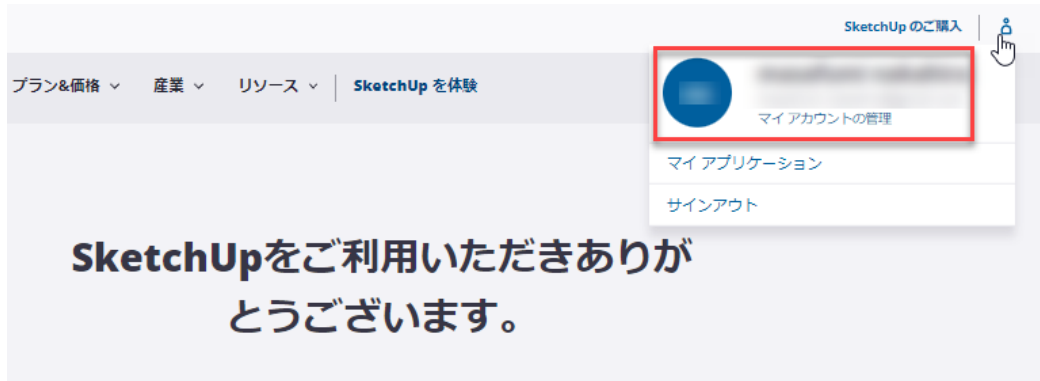 SketchUp のご購入
プラン&価格 産業 リソース SketchUp を体験
マイ アカウントの管理
マイ アプリケーション
サインアウト
SketchUpをご利用いただきありが
とうございます。